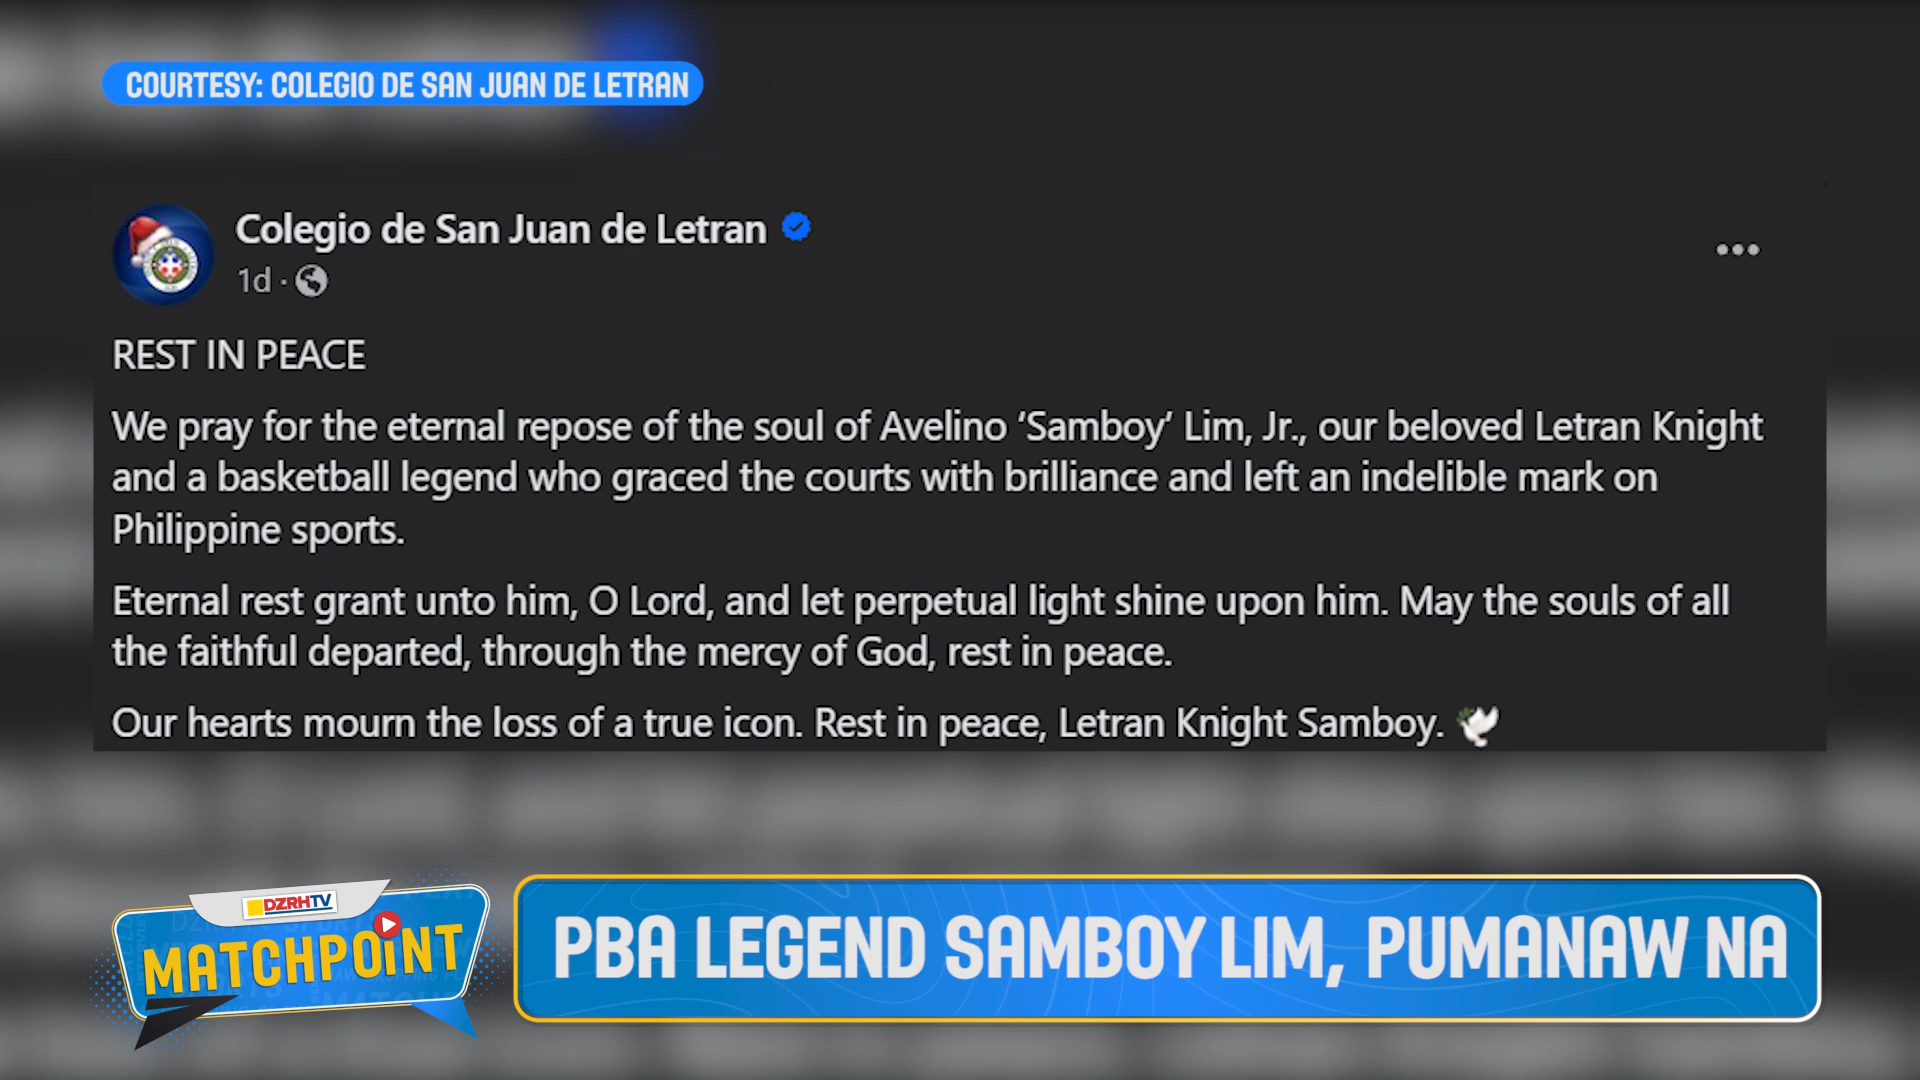 COURTESY: COLEGIO DE SAN JUAN DE LETRAN
Colegio de San Juan de Letran
1d ·
REST IN PEACE
We pray for the eternal repose of the soul of Avelino ‘Samboy’ Lim, Jr., our beloved Letran Knight
and a basketball legend who graced the courts with brilliance and left an indelible mark on
Philippine sports.
Eternal rest grant unto him, O Lord, and let perpetual light shine upon him. May the souls of all
the faithful departed, through the mercy of God, rest in peace.
Our hearts mourn the loss of a true icon. Rest in peace, Letran Knight Samboy. 🕊️
DZRHTV
MATCHPOINT
PBA LEGEND SAMBOY LIM, PUMANAW NA